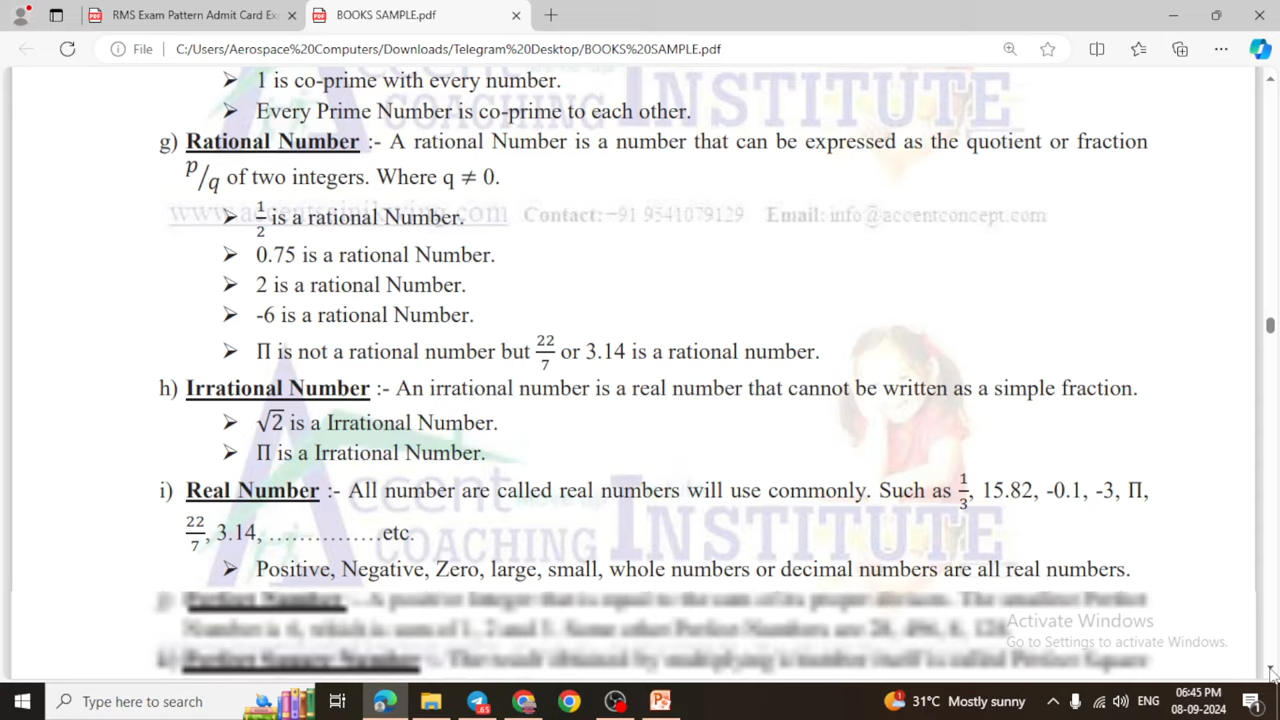 RMS Exam Pattern Admit Card Ex
BOOKS SAMPLE.pdf
File C:/Users/Aerospace%20Computers/Downloads/Telegram%20Desktop/BOOKS%20SAMPLE.pdf
➤ 1 is co-prime with every number.
➤ Every Prime Number is co-prime to each other.
COACHING INSTITUTE
g) Rational Number :- A rational Number is a number that can be expressed as the quotient or fraction
p/q of two integers. Where q ≠ 0.
Contact: −91 9541079129 Email: info@accentconcept.com
➤ 1/2 is a rational Number.
➤ 0.75 is a rational Number.
➤ 2 is a rational Number.
➤ -6 is a rational Number.
➤ Π is not a rational number but 22/7 or 3.14 is a rational number.
h) Irrational Number :- An irrational number is a real number that cannot be written as a simple fraction.
➤ √2 is a Irrational Number.
➤ Π is a Irrational Number.
Accent
i) Real Number :- All number are called real numbers will use commonly. Such as 1/3, 15.82, -0.1, -3, Π,
22/7, 3.14, ……………etc.
COACHING INSTITUTE
➤ Positive, Negative, Zero, large, small, whole numbers or decimal numbers are all real numbers.
Activate Windows
Go to Settings to activate Windows.
Type here to search
.65
1
31°C Mostly sunny
ENG
06:45 PM
08-09-2024
1